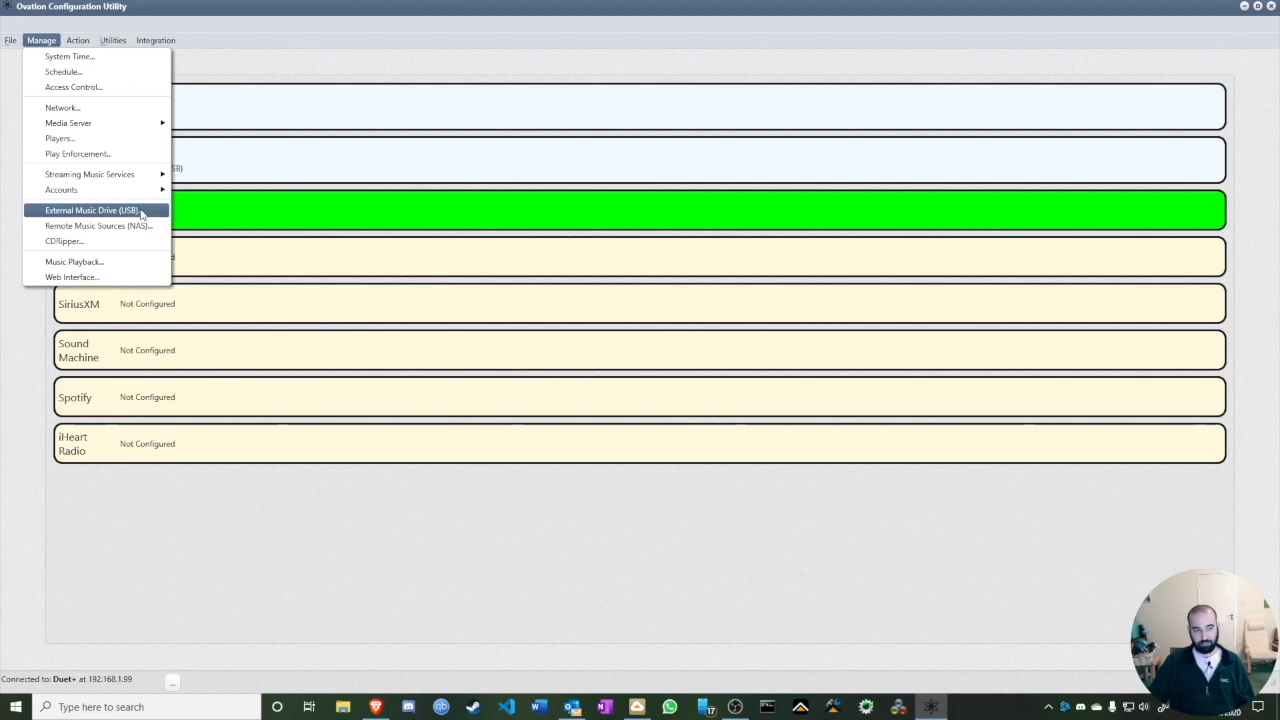 Ovation Configuration Utility
File Manage Action Utilities Integration
System Time...
Schedule...
Access Control...
Network...
Media Server
Players...
Play Enforcement...
Streaming Music Services
Accounts
External Music Drive (USB)...
Remote Music Sources (NAS)...
CDRipper...
Music Playback...
Web Interface...
SiriusXM Not Configured
Sound
Machine
Not Configured
Spotify Not Configured
iHeart
Radio
Not Configured
Connected to: Duet+ at 192.168.1.99
...
Type here to search
17